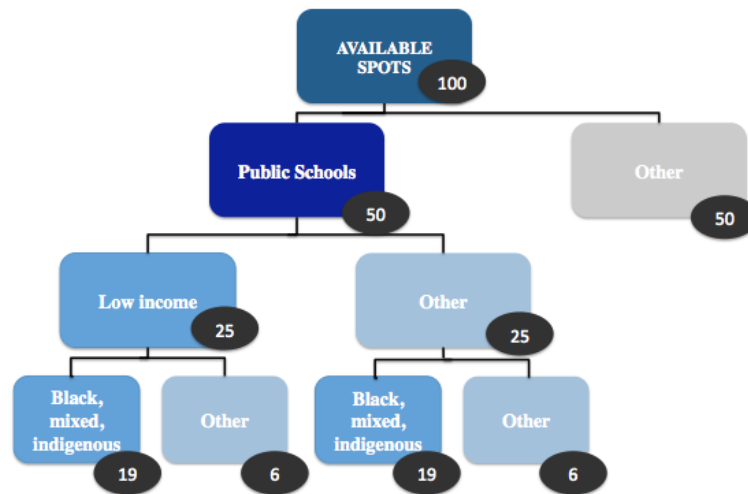 AVAILABLE
SPOTS
100
Public Schools
50
Other
50
Low income
25
Other
25
Black,
mixed,
indigenous
19
Other
6
Black,
mixed,
indigenous
19
Other
6